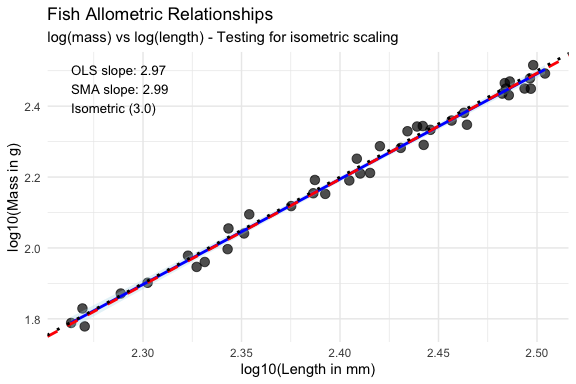 Fish Allometric Relationships
log(mass) vs log(length) - Testing for isometric scaling
OLS slope: 2.97
SMA slope: 2.99
Isometric (3.0)
log10(Mass in g)
2.4
2.2
2.0
1.8
2.30
2.35
2.40
2.45
2.50
log10(Length in mm)